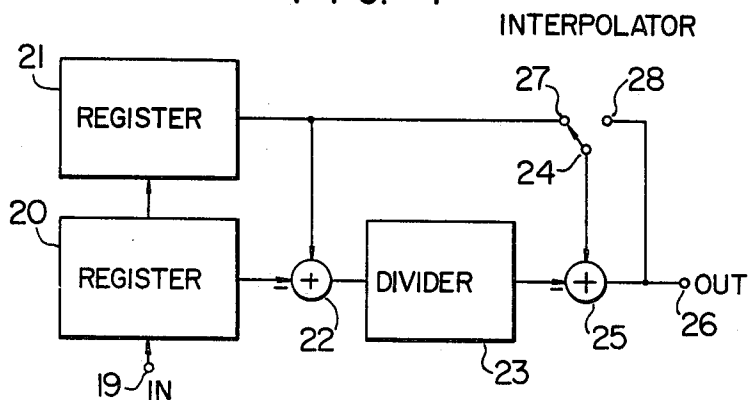 INTERPOLATOR
21
REGISTER
27
28
24
20
REGISTER
+
22
DIVIDER
23
+
25
OUT
26
19 IN